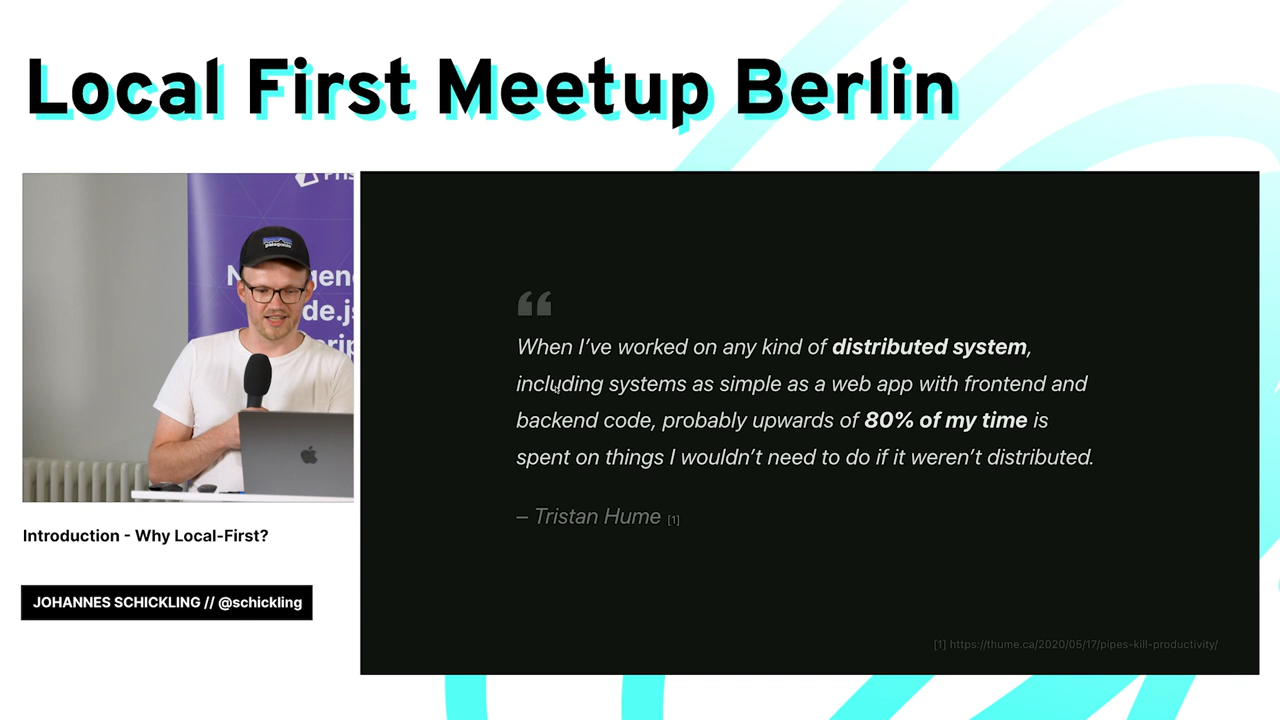 Local First Meetup Berlin
When I’ve worked on any kind of distributed system,
including systems as simple as a web app with frontend and
backend code, probably upwards of 80% of my time is
spent on things I wouldn’t need to do if it weren’t distributed.
– Tristan Hume [1]
[1] https://thume.ca/2020/05/17/pipes-kill-productivity/
patagonia
Introduction - Why Local-First?
JOHANNES SCHICKLING // @schickling